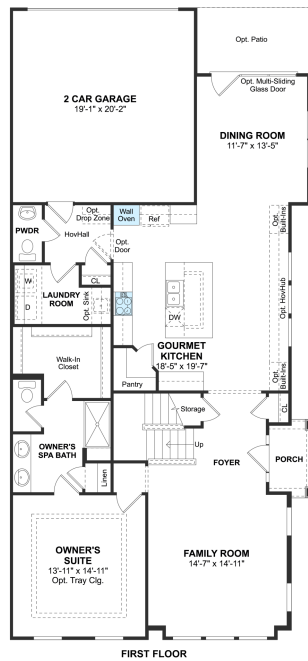 Opt. Patio
Opt. Multi-Sliding
Glass Door
2 CAR GARAGE
19'-1" x 20'-2"
DINING ROOM
11'-7" x 13'-5"
Opt.
Drop Zone
Wall
Oven
Ref
PWDR
HovHall
Opt.
Door
Opt.
Built-Ins
W
D
LAUNDRY
ROOM
CL
Opt. Sink
DW
Opt. HovHub
GOURMET
KITCHEN
18'-5" x 19'-7"
Walk-In
Closet
Pantry
Opt.
Built-Ins
Storage
CL
Up
OWNER'S
SPA BATH
FOYER
PORCH
Linen
OWNER'S
SUITE
13'-11" x 14'-11"
Opt. Tray Clg.
FAMILY ROOM
14'-7" x 14'-11"
FIRST FLOOR